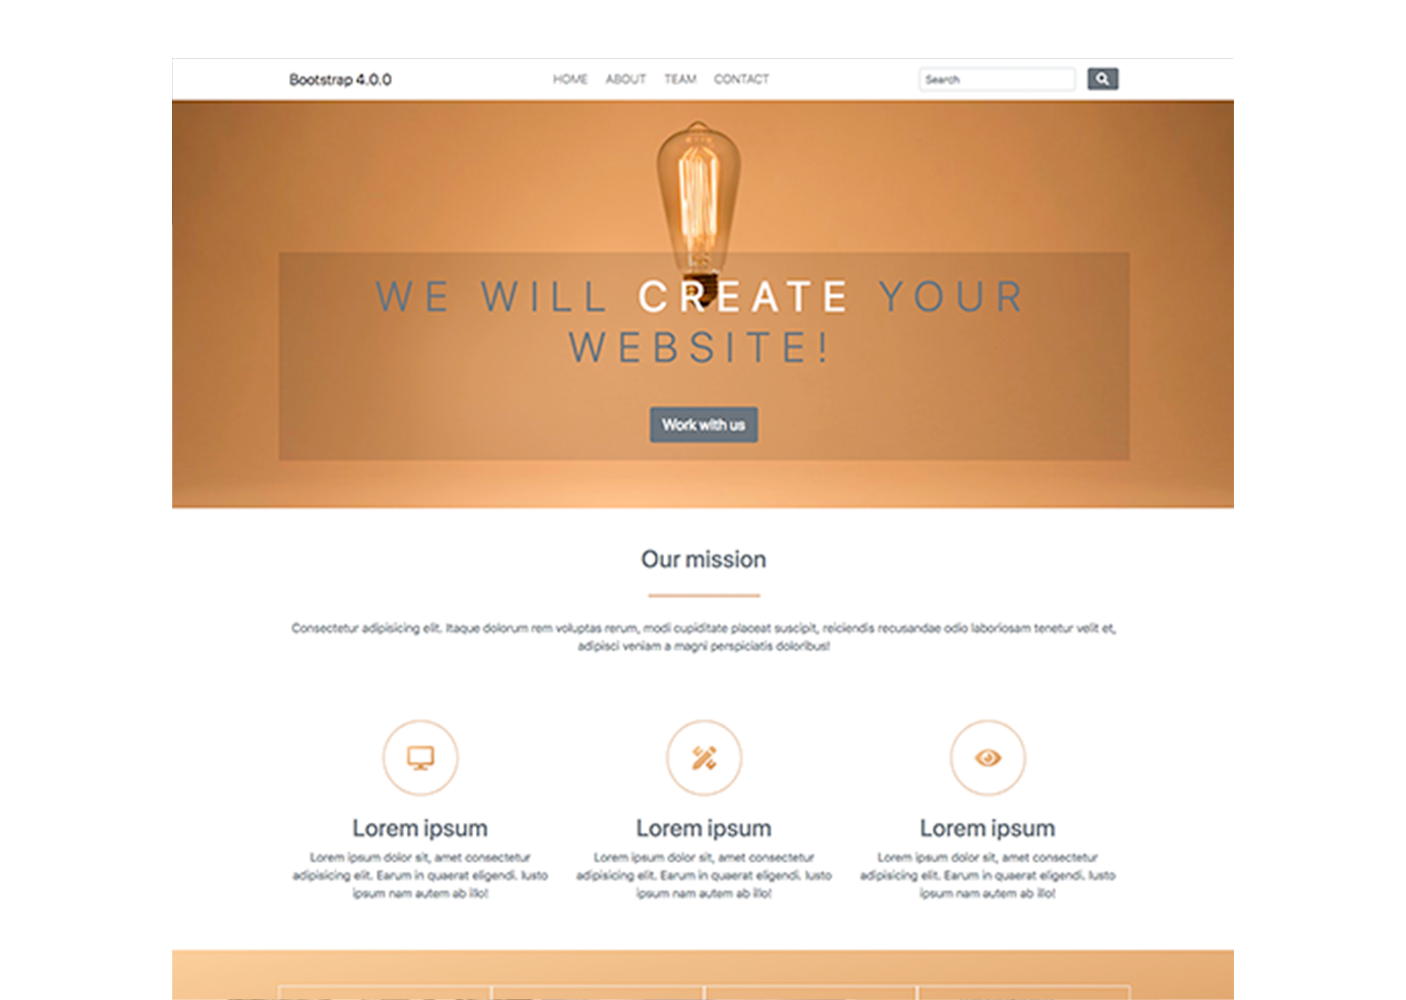 Bootstrap 4.0.0
HOME ABOUT TEAM CONTACT
Search
WE WILL CREATE YOUR
WEBSITE!
Work with us
Our mission
Consectetur adipisicing elit. Itaque dolorum rem voluptas rerum, modi cupiditate placeat suscipit, reiciendis recusandae odio laboriosam tenetur velit et,
adipisci veniam a magni perspiciatis doloribus!
Lorem ipsum
Lorem ipsum dolor sit, amet consectetur
adipisicing elit. Earum in quaerat eligendi. Iusto
ipsum nam autem ab illo!
Lorem ipsum
Lorem ipsum dolor sit, amet consectetur
adipisicing elit. Earum in quaerat eligendi. Iusto
ipsum nam autem ab illo!
Lorem ipsum
Lorem ipsum dolor sit, amet consectetur
adipisicing elit. Earum in quaerat eligendi. Iusto
ipsum nam autem ab illo!